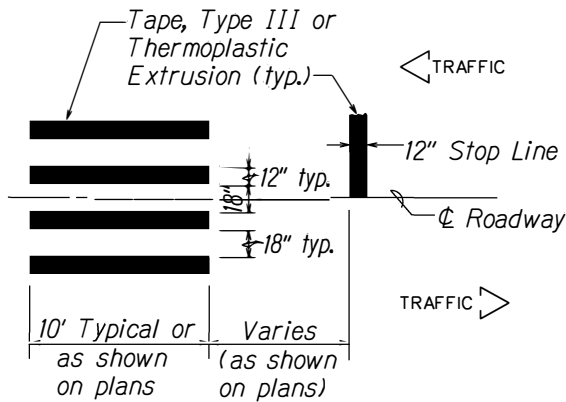 Tape, Type III or
Thermoplastic
Extrusion (typ.)
TRAFFIC
12" Stop Line
12" typ.
18"
18" typ.
℄ Roadway
TRAFFIC
10' Typical or
as shown
on plans
Varies
(as shown
on plans)